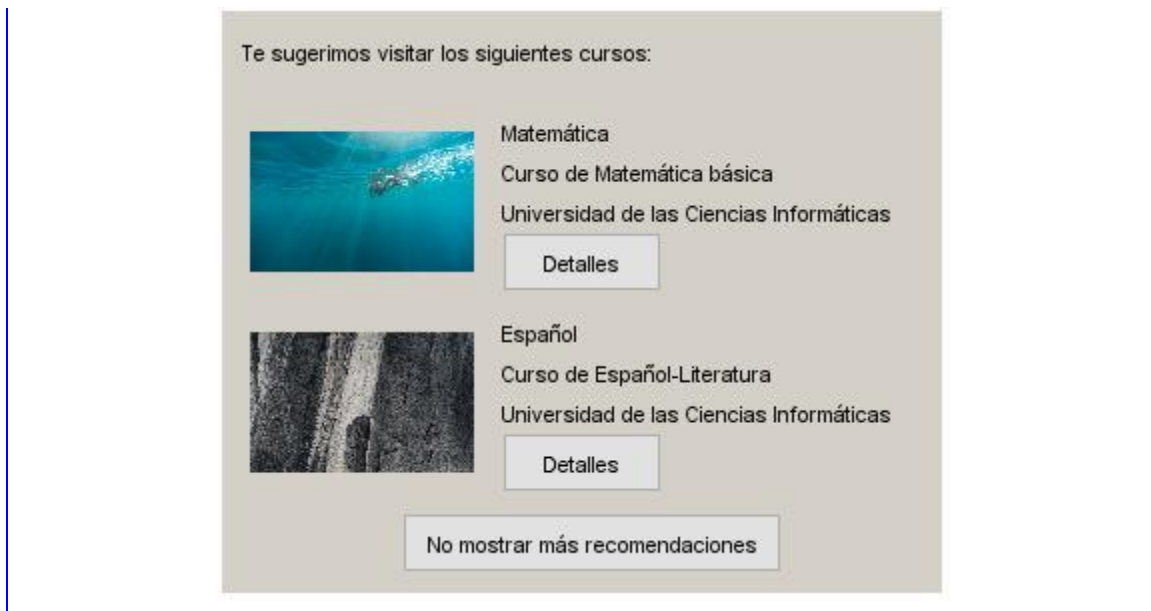 Te sugerimos visitar los siguientes cursos:
Matemática
Curso de Matemática básica
Universidad de las Ciencias Informáticas
Detalles
Español
Curso de Español-Literatura
Universidad de las Ciencias Informáticas
Detalles
No mostrar más recomendaciones